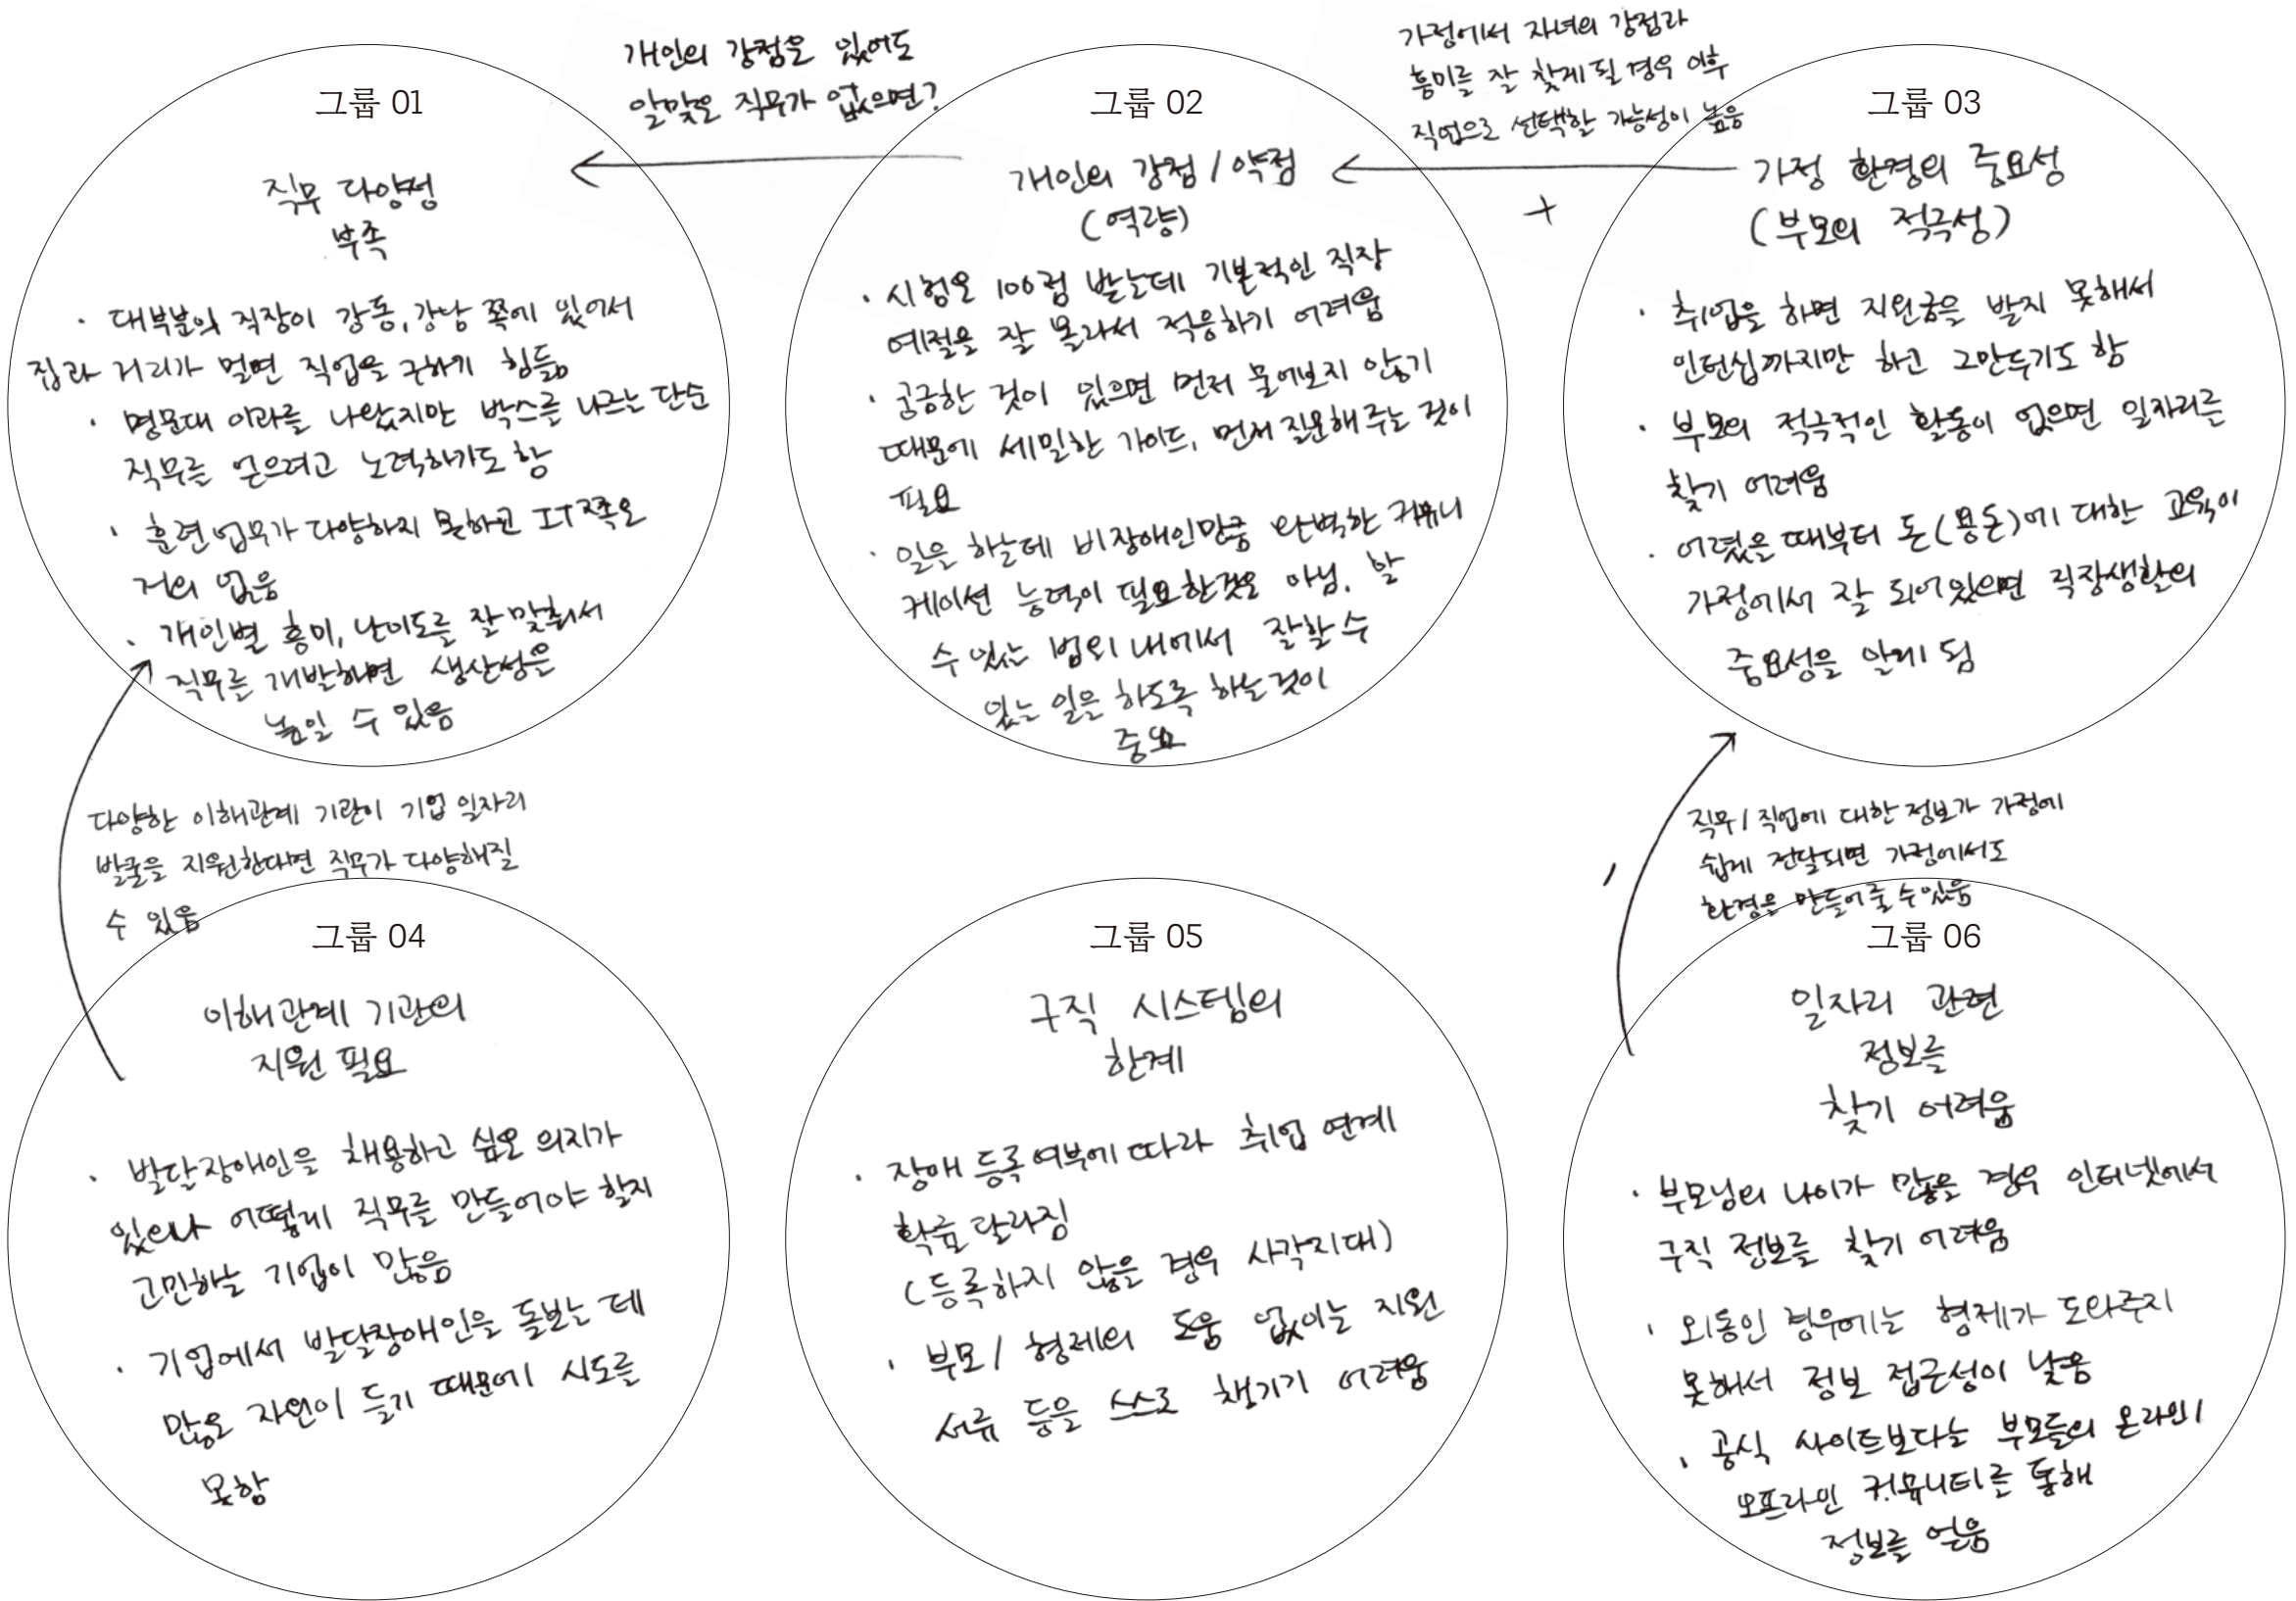 개인의 강점은 있어도
알맞은 직무가 없으면?
가정에서 자녀의 강점과
흥미를 잘 찾게 될 경우 이후
직업으로 선택할 가능성이 높음
+
그룹 01
직무 다양성
부족
· 대부분의 직장이 강동, 강남 쪽에 있어서
집과 거리가 멀면 직업을 구하기 힘듦
· 명문대 이과를 나왔지만 박스를 나르는 단순
직무를 얻으려고 노력하기도 함
· 훈련 업무가 다양하지 못하고 IT쪽은
거의 없음
· 개인별 흥미, 난이도를 잘 맞춰서
직무를 개발하면 생산성을
높일 수 있음
그룹 02
개인의 강점 / 약점
(역량)
· 시험은 100점 받는데 기본적인 직장
예절을 잘 몰라서 적응하기 어려움
· 궁금한 것이 있으면 먼저 물어보지 않기
때문에 세밀한 가이드, 먼저 질문해주는 것이
필요
· 일을 하는데 비장애인만큼 완벽한 커뮤니
케이션 능력이 필요한것은 아님. 할
수 있는 범위 내에서 잘할 수
있는 일을 하도록 하는것이
중요
그룹 03
가정 환경의 중요성
(부모의 적극성)
· 취업을 하면 지원금을 받지 못해서
인턴십까지만 하고 그만두기도 함
· 부모의 적극적인 활동이 없으면 일자리를
찾기 어려움
· 어렸을 때부터 돈(용돈)에 대한 교육이
가정에서 잘 되어있으면 직장생활의
중요성을 알게 됨
다양한 이해관계 기관이 기업 일자리
발굴을 지원한다면 직무가 다양해질
수 있음
직무 / 직업에 대한 정보가 가정에
쉽게 전달되면 가정에서도
환경을 만들어줄 수 있음
그룹 04
이해관계 기관의
지원 필요
· 발달장애인을 채용하고 싶은 의지가
있으나 어떻게 직무를 만들어야 할지
고민하는 기업이 많음
· 기업에서 발달장애인을 돌보는 데
많은 자원이 들기 때문에 시도를
못함
그룹 05
구직 시스템의
한계
· 장애 등록여부에 따라 취업 연계
확률 달라짐
(등록하지 않을 경우 사각지대)
· 부모 / 형제의 도움 없이는 지원
서류 등을 스스로 챙기기 어려움
그룹 06
일자리 관련
정보를
찾기 어려움
· 부모님의 나이가 많을 경우 인터넷에서
구직 정보를 찾기 어려움
· 외동인 경우에는 형제가 도와주지
못해서 정보 접근성이 낮음
· 공식 사이트보다는 부모들의 온라인/
오프라인 커뮤니티를 통해
정보를 얻음